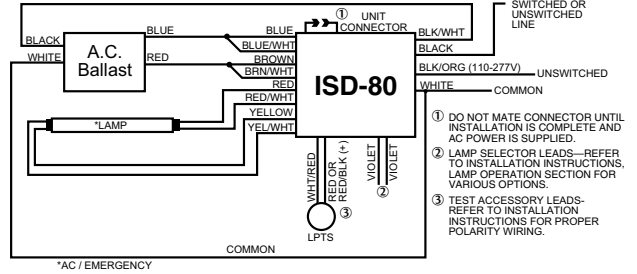 ① UNIT CONNECTOR
SWITCHED OR
UNSWITCHED
LINE
BLACK
WHITE
A.C.
Ballast
BLUE
RED
BLUE
BLUE/WHT
BROWN
BRN/WHT
RED
RED/WHT
YELLOW
YEL/WHT
ISD-80
BLK/WHT
BLACK
BLK/ORG (110-277V)
UNSWITCHED
WHITE
COMMON
*LAMP
WHT/RED
RED OR
RED/BLK (+)
VIOLET
VIOLET
②
③
LPTS
① DO NOT MATE CONNECTOR UNTIL
INSTALLATION IS COMPLETE AND
AC POWER IS SUPPLIED.
② LAMP SELECTOR LEADS—REFER
TO INSTALLATION INSTRUCTIONS,
LAMP OPERATION SECTION FOR
VARIOUS OPTIONS.
③ TEST ACCESSORY LEADS-
REFER TO INSTALLATION
INSTRUCTIONS FOR PROPER
POLARITY WIRING.
COMMON
*AC / EMERGENCY